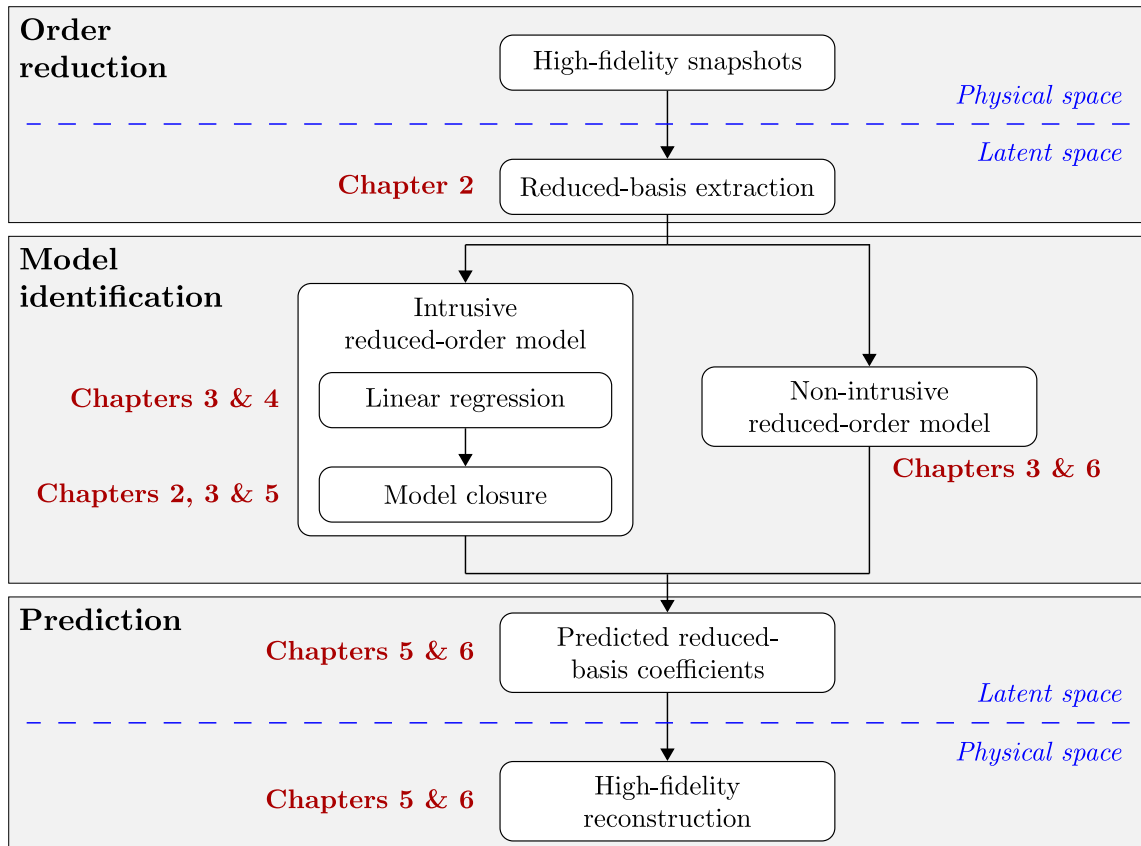 Order
reduction
High-fidelity snapshots
Physical space
Latent space
Chapter 2
Reduced-basis extraction
Model
identification
Intrusive
reduced-order model
Chapters 3 & 4
Linear regression
Non-intrusive
reduced-order model
Chapters 3 & 6
Chapters 2, 3 & 5
Model closure
Prediction
Chapters 5 & 6
Predicted reduced-
basis coefficients
Latent space
Physical space
Chapters 5 & 6
High-fidelity
reconstruction